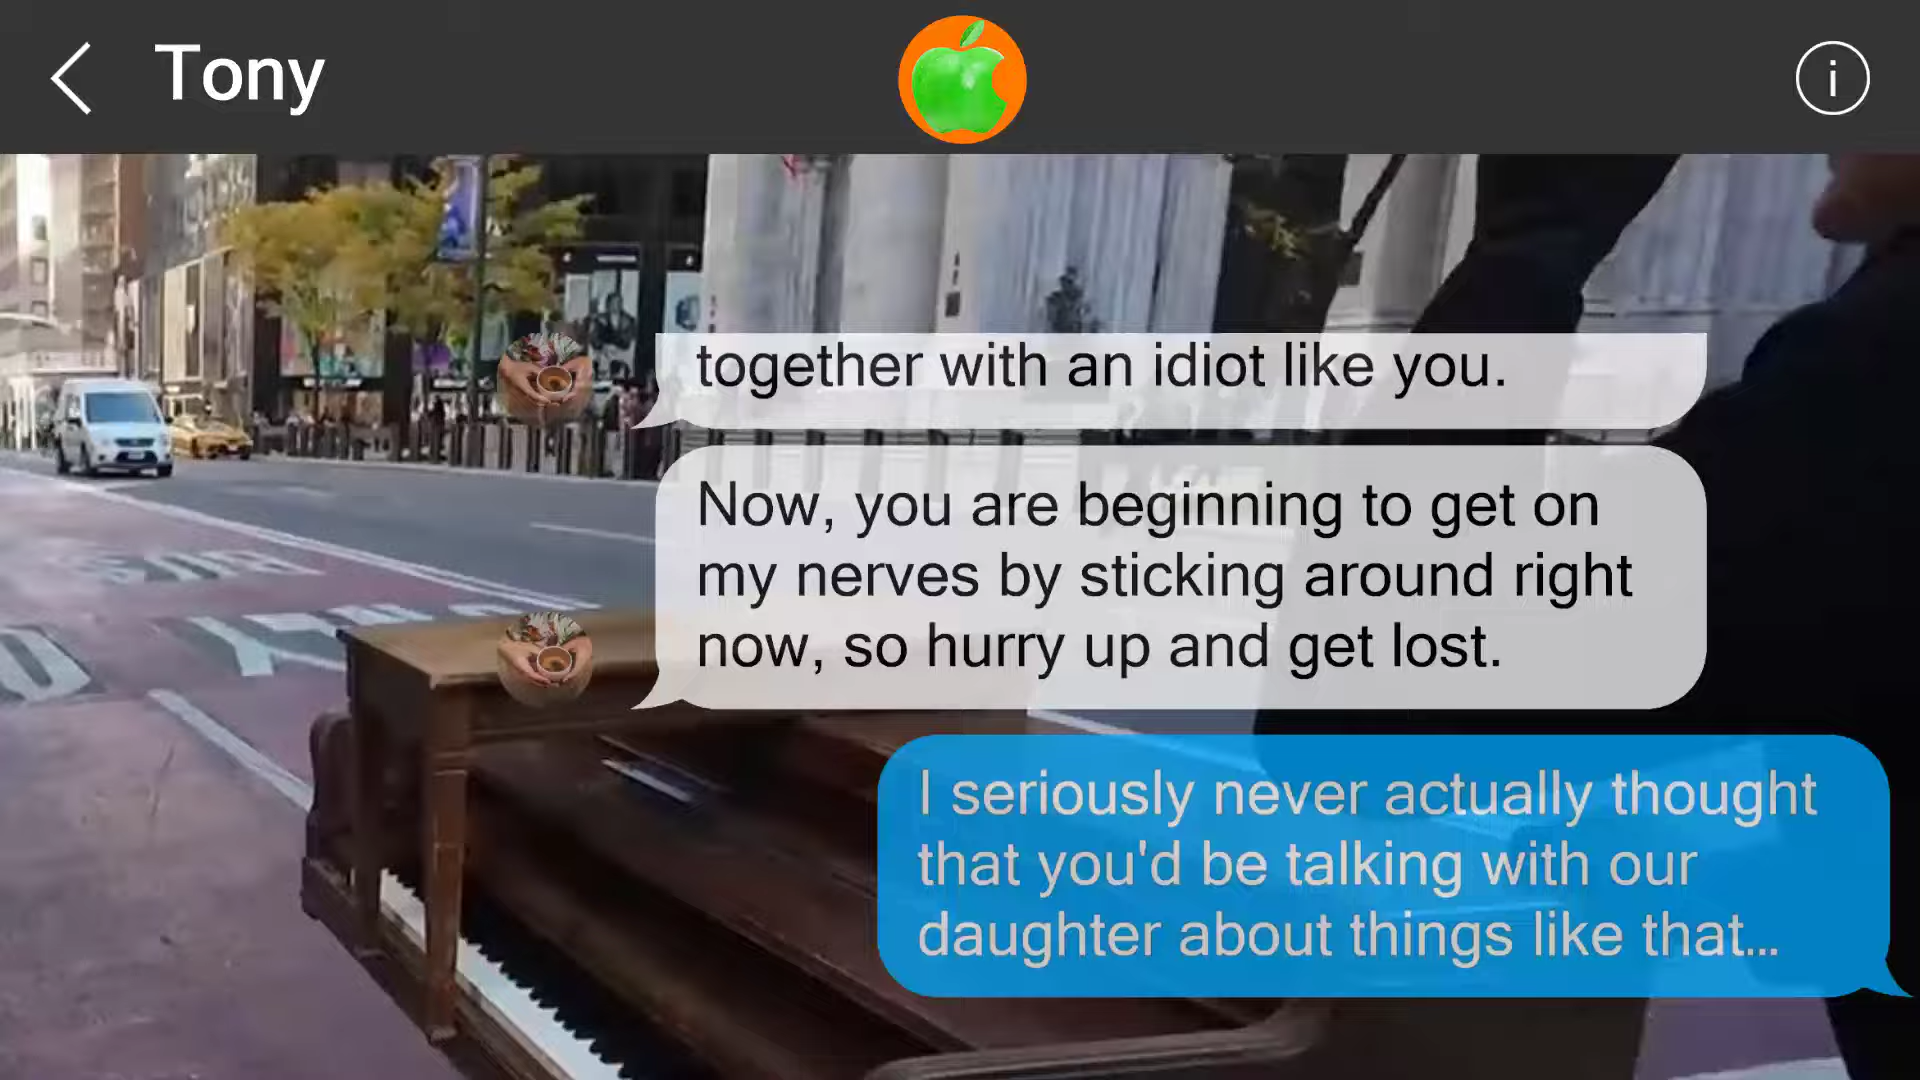 Tony
together with an idiot like you.
Now, you are beginning to get on
my nerves by sticking around right
now, so hurry up and get lost.
I seriously never actually thought
that you'd be talking with our
daughter about things like that...